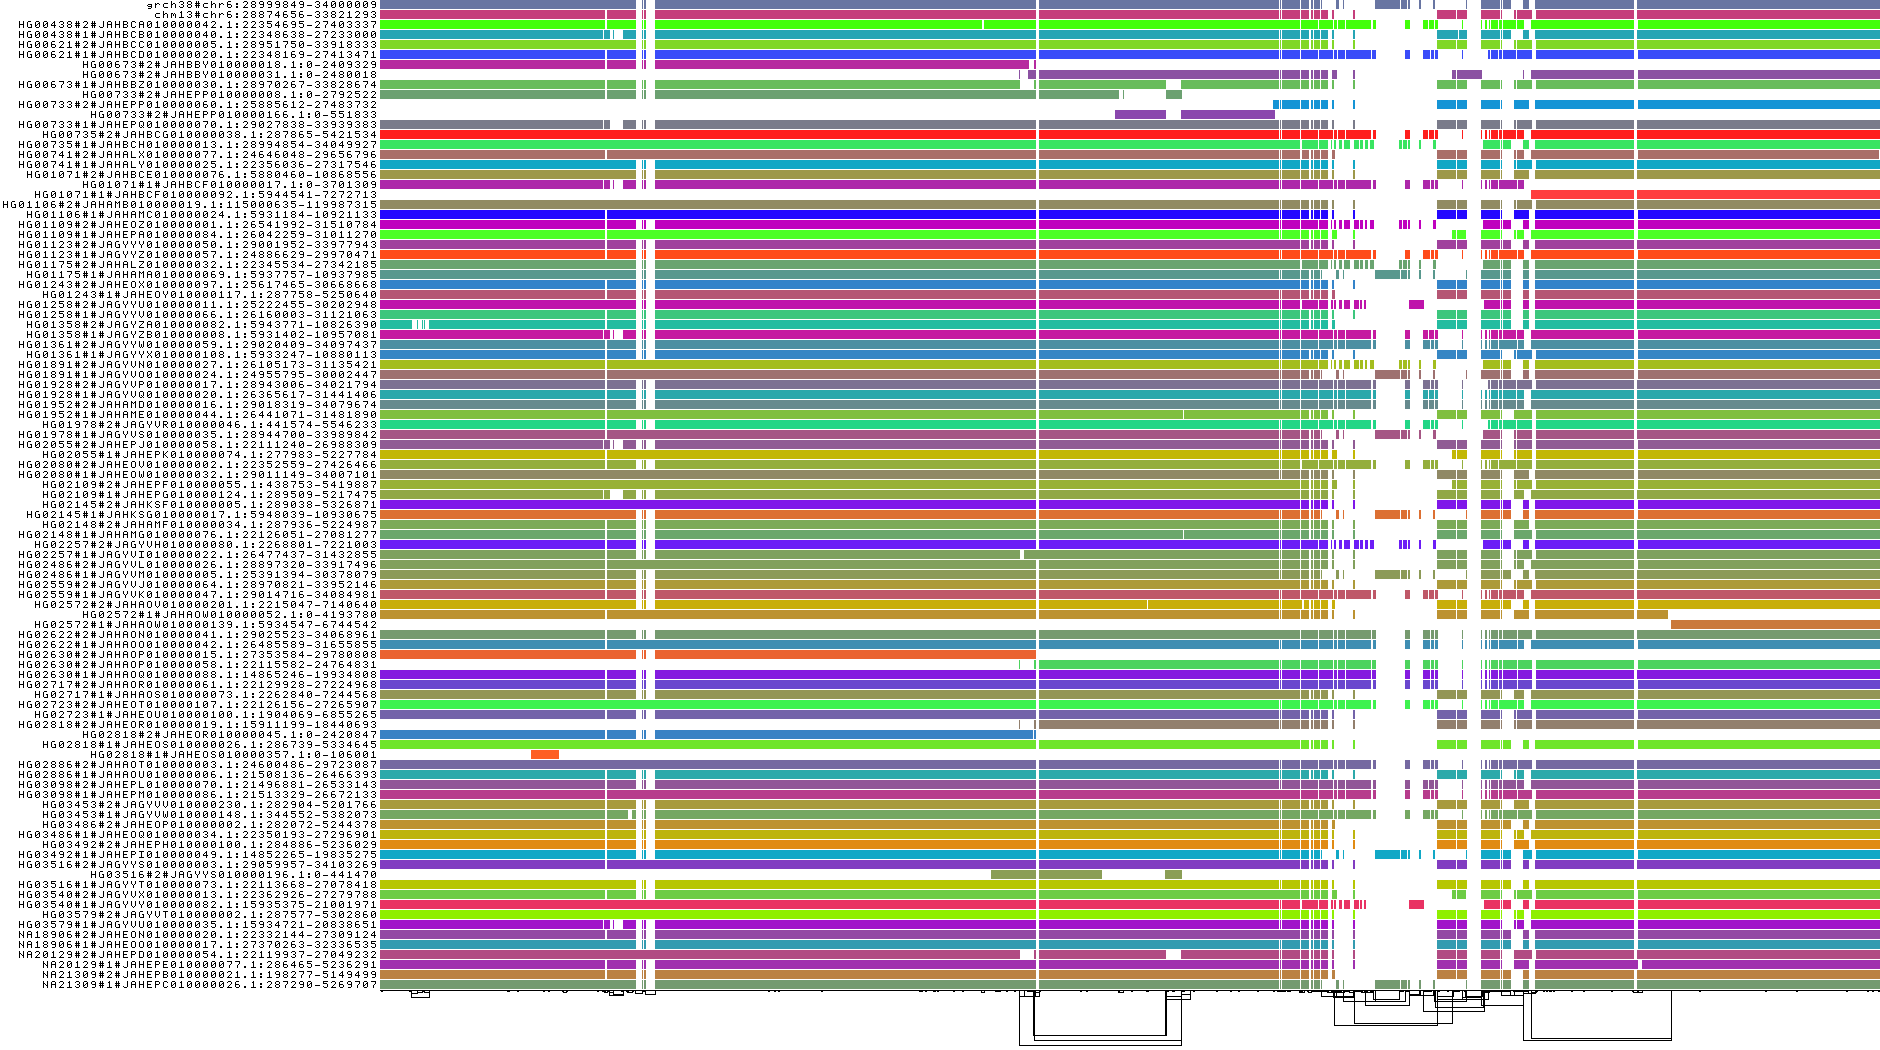 grch38#chr6:28999849-34000009
chm13#chr6:28874656-33821293
HG00438#2#JAHBCA010000042.1:22354695-27403337
HG00438#1#JAHBCB010000040.1:22348638-27233000
HG00621#2#JAHBCC010000005.1:28951750-33918333
HG00621#1#JAHBCD010000020.1:22348169-27413471
HG00673#2#JAHBBY010000018.1:0-2409329
HG00673#2#JAHBBY010000031.1:0-2480018
HG00673#1#JAHBBZ010000030.1:28970267-33828674
HG00733#2#JAHEPP010000008.1:0-2792522
HG00733#2#JAHEPP010000060.1:25885612-27483732
HG00733#2#JAHEPP010000166.1:0-551833
HG00733#1#JAHEPQ010000070.1:29027838-33939383
HG00735#2#JAHBCG010000038.1:287865-5421534
HG00735#1#JAHBCH010000013.1:28994854-34049927
HG00741#2#JAHALX010000077.1:24646048-29656796
HG00741#1#JAHALY010000025.1:22356036-27317546
HG01071#2#JAHBCE010000076.1:5880460-10868556
HG01071#1#JAHBCF010000017.1:0-3701309
HG01071#1#JAHBCF010000092.1:5944541-7272713
HG01106#2#JAHAMB010000019.1:115000635-119987315
HG01106#1#JAHAMC010000024.1:5931184-10921133
HG01109#2#JAHEOZ010000001.1:26541992-31510784
HG01109#1#JAHEPA010000084.1:26042259-31011270
HG01123#2#JAGYYY010000050.1:29001952-33977943
HG01123#1#JAGYYZ010000057.1:24886629-29970471
HG01175#2#JAHALZ010000032.1:22345534-27342185
HG01175#1#JAHAMA010000069.1:5937757-10937985
HG01243#2#JAHEOX010000097.1:25617465-30668668
HG01243#1#JAHEOY010000117.1:287758-5250640
HG01258#2#JAGYYU010000011.1:25222455-30202948
HG01258#1#JAGYYV010000066.1:26160003-31121063
HG01358#2#JAGYZA010000082.1:5943771-10826390
HG01358#1#JAGYZB010000008.1:5931402-10957081
HG01361#2#JAGYYW010000059.1:29020409-34097437
HG01361#1#JAGYYX010000108.1:5933247-10880113
HG01891#2#JAGYVN010000027.1:26105173-31135421
HG01891#1#JAGYVO010000024.1:24955795-30002447
HG01928#2#JAGYVP010000017.1:28943006-34021794
HG01928#1#JAGYVQ010000020.1:26365617-31441406
HG01952#2#JAHAMD010000016.1:29018319-34079674
HG01952#1#JAHAME010000044.1:26441071-31481890
HG01978#2#JAGYVR010000046.1:441574-5546233
HG01978#1#JAGYVS010000035.1:28944700-33989842
HG02055#2#JAHEPJ010000058.1:22111240-26988309
HG02055#1#JAHEPK010000074.1:277983-5227784
HG02080#2#JAHEOV010000002.1:22352559-27426466
HG02080#1#JAHEOW010000032.1:29011149-34007101
HG02109#2#JAHEPF010000055.1:438753-5419887
HG02109#1#JAHEPG010000124.1:289509-5217475
HG02145#2#JAHKSF010000005.1:289038-5326871
HG02145#1#JAHKSG010000017.1:5948039-10930675
HG02148#2#JAHAMF010000034.1:287936-5224987
HG02148#1#JAHAMG010000076.1:22126051-27081277
HG02257#2#JAGYVH010000080.1:2268801-7221003
HG02257#1#JAGYVI010000022.1:26477437-31432855
HG02486#2#JAGYVL010000026.1:28897320-33917496
HG02486#1#JAGYVM010000005.1:25391394-30378079
HG02559#2#JAGYVJ010000064.1:28970821-33952146
HG02559#1#JAGYVK010000047.1:29014716-34084981
HG02572#2#JAHAOV010000201.1:2215047-7140640
HG02572#1#JAHAOW010000052.1:0-4193780
HG02572#1#JAHAOW010000139.1:5934547-6744542
HG02622#2#JAHAON010000041.1:29025523-34068961
HG02622#1#JAHAOO010000042.1:26485589-31655855
HG02630#2#JAHAOP010000015.1:27353584-29780808
HG02630#2#JAHAOP010000058.1:22115582-24764831
HG02630#1#JAHAOQ010000088.1:14865246-19934808
HG02717#2#JAHAOR010000061.1:22129928-27224968
HG02717#1#JAHAOS010000073.1:2262840-7244568
HG02723#2#JAHEOT010000107.1:22126156-27265907
HG02723#1#JAHEOU010000100.1:1904069-6855265
HG02818#2#JAHEOR010000019.1:15911199-18440693
HG02818#2#JAHEOR010000045.1:0-2420847
HG02818#1#JAHEOS010000026.1:286739-5334645
HG02818#1#JAHEOS010000357.1:0-106001
HG02886#2#JAHAOT010000003.1:24600486-29723087
HG02886#1#JAHAOU010000006.1:21508136-26466393
HG03098#2#JAHEPL010000070.1:21496881-26533143
HG03098#1#JAHEPM010000086.1:21513329-26672133
HG03453#2#JAGYVV010000230.1:282904-5201766
HG03453#1#JAGYVW010000148.1:344552-5382073
HG03486#2#JAHEOP010000002.1:282072-5244378
HG03486#1#JAHEOQ010000034.1:22350193-27296901
HG03492#2#JAHEPH010000100.1:284886-5236029
HG03492#1#JAHEPI010000049.1:14852265-19835275
HG03516#2#JAGYYS010000003.1:29059957-34103269
HG03516#2#JAGYYS010000196.1:0-441470
HG03516#1#JAGYYT010000073.1:22113668-27078418
HG03540#2#JAGYVX010000013.1:22362926-27279788
HG03540#1#JAGYVY010000082.1:15935375-21001971
HG03579#2#JAGYVT010000002.1:287577-5302860
HG03579#1#JAGYVU010000035.1:15934721-20838651
NA18906#2#JAHEON010000020.1:22332144-27309124
NA18906#1#JAHEOO010000017.1:27370263-32336535
NA20129#2#JAHEPD010000054.1:22119937-27049232
NA20129#1#JAHEPE010000077.1:286465-5236291
NA21309#2#JAHEPB010000021.1:198277-5149499
NA21309#1#JAHEPC010000026.1:287290-5269707